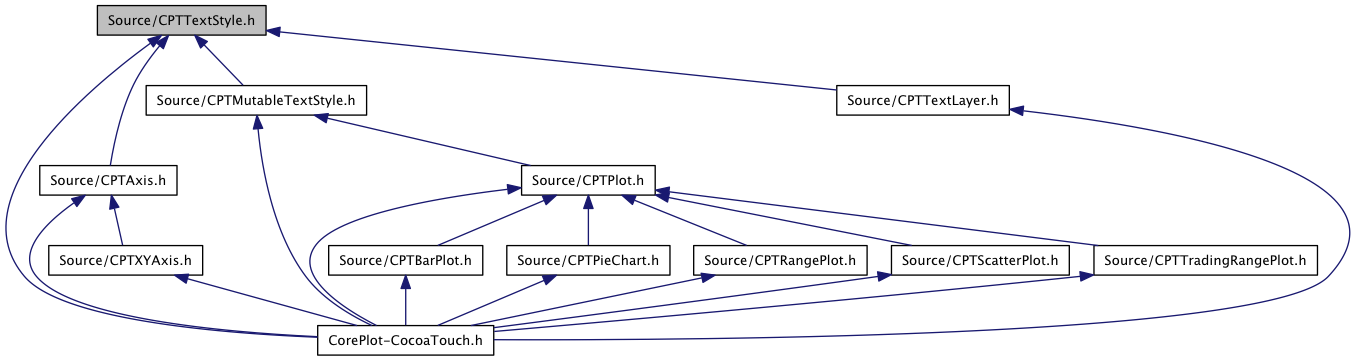 Source/CPTTextStyle.h
Source/CPTMutableTextStyle.h
Source/CPTTextLayer.h
Source/CPTAxis.h
Source/CPTPlot.h
Source/CPTXYAxis.h
Source/CPTBarPlot.h
Source/CPTPieChart.h
Source/CPTRangePlot.h
Source/CPTScatterPlot.h
Source/CPTTradingRangePlot.h
CorePlot-CocoaTouch.h